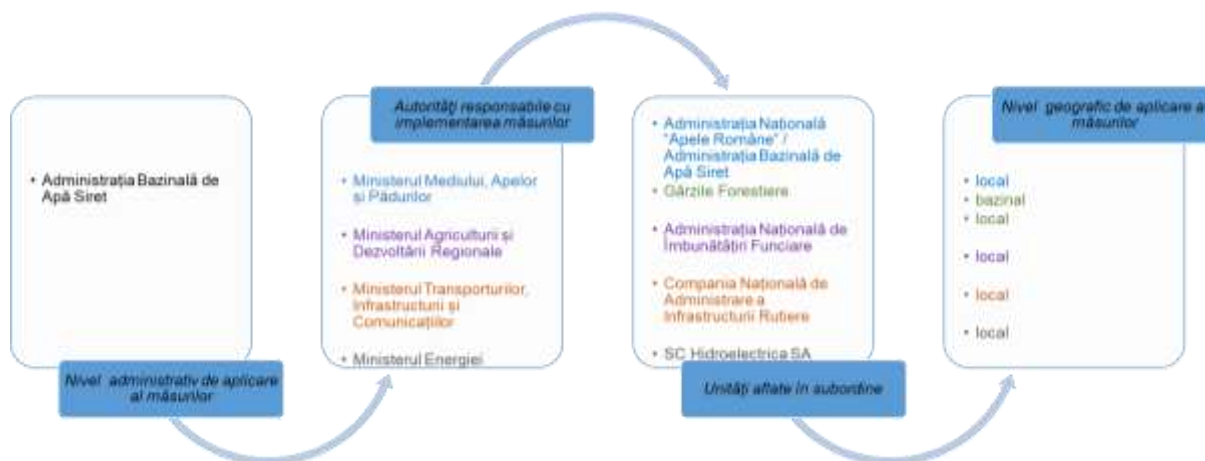 • Administrația Bazinală de
Apă Siret
Nivel administrativ de aplicare
al măsurilor
Autorități responsabile cu
implementarea măsurilor
• Ministerul Mediului, Apelor
și Pădurilor
• Ministerul Agriculturii și
Dezvoltării Regionale
• Ministerul Transporturilor,
Infrastructurii și
Comunicațiilor
• Ministerul Energiei
• Administrația Națională
"Apele Române" /
Administrația Bazinală de
Apă Siret
• Gărzile Forestiere
• Administrația Națională de
Îmbunătățiri Funciare
• Compania Națională de
Administrare a
Infrastructurii Rutiere
• SC Hidroelectrica SA
Unități aflate în subordine
Nivel geografic de aplicare a
măsurilor
• local
• bazinal
• local
• local
• local
• local